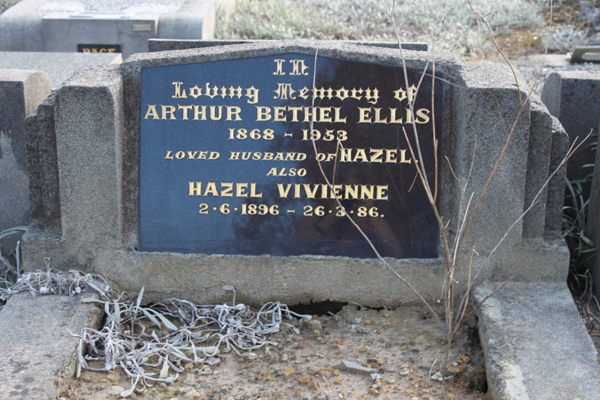 PAGE
In
Loving Memory of
ARTHUR BETHEL ELLIS
1868 - 1953
LOVED HUSBAND OF HAZEL.
ALSO
HAZEL VIVIENNE
2·6·1896 - 26·3·86.